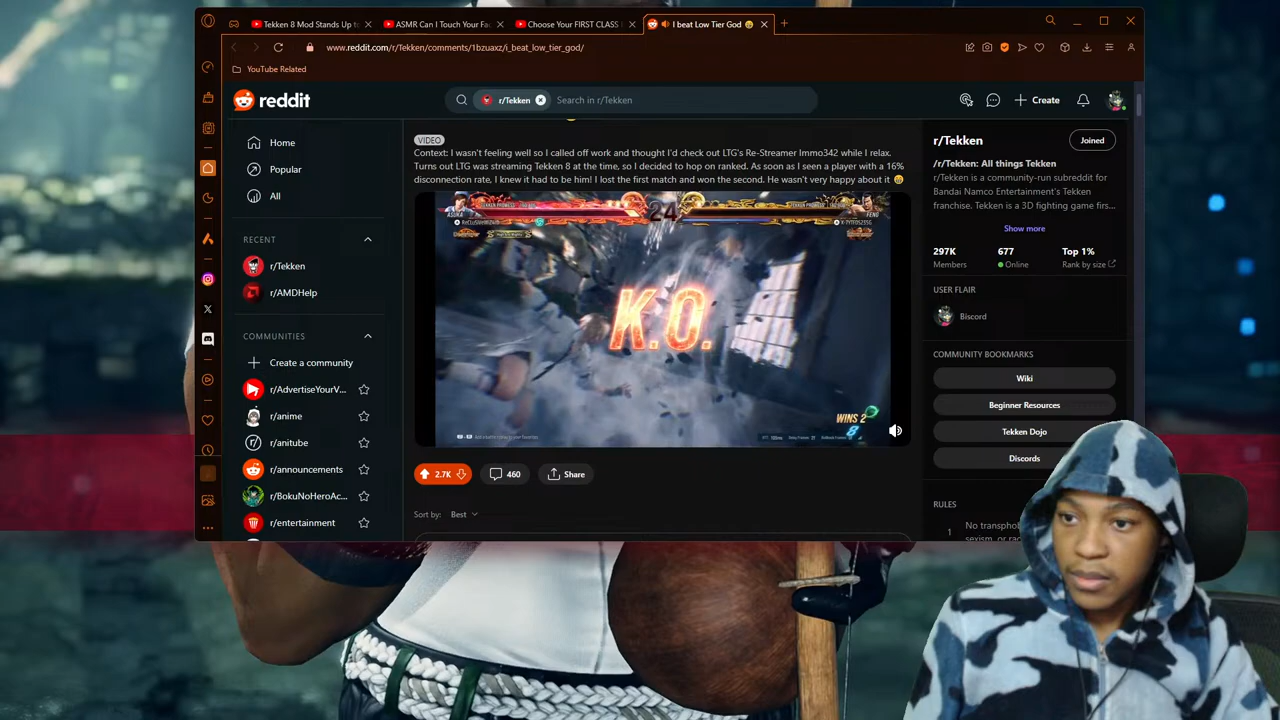 Tekken 8 Mod Stands Up to
ASMR Can I Touch Your Fa
Choose Your FIRST CLASS
I beat Low Tier God
www.reddit.com/r/Tekken/comments/1bzuaxz/i_beat_low_tier_god/
YouTube Related
reddit
r/Tekken
Search in r/Tekken
Create
Home
Popular
All
RECENT
r/Tekken
r/AMDHelp
COMMUNITIES
Create a community
r/AdvertiseYourV...
r/anime
r/anitube
r/announcements
r/BokuNoHeroAc...
r/entertainment
VIDEO
Context: I wasn't feeling well so I called off work and thought I'd check out LTG's Re-Streamer Immo342 while I relax.
Turns out LTG was streaming Tekken 8 at the time, so I decided to hop on ranked. As soon as I seen a player with a 16%
disconnection rate, I knew it had to be him! I lost the first match and won the second. He wasn't very happy about it
ASUKA
24
FENG
K.O.
WINS 2
2.7K
460
Share
Sort by:
Best
r/Tekken
Joined
/r/Tekken: All things Tekken
r/Tekken is a community-run subreddit for
Bandai Namco Entertainment's Tekken
franchise. Tekken is a 3D fighting game firs...
Show more
297K
677
Top 1%
Members
Online
Rank by size
USER FLAIR
Biscord
COMMUNITY BOOKMARKS
Wiki
Beginner Resources
Tekken Dojo
Discords
RULES
1
No transphob
sexism, or rac